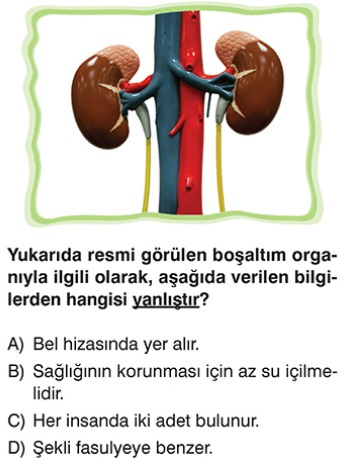 Yukarıda resmi görülen boşaltım orga-
nıyla ilgili olarak, aşağıda verilen bilgi-
lerden hangisi yanlıştır?
A) Bel hizasında yer alır.
B) Sağlığının korunması için az su içilme-
lidir.
C) Her insanda iki adet bulunur.
D) Şekli fasulyeye benzer.